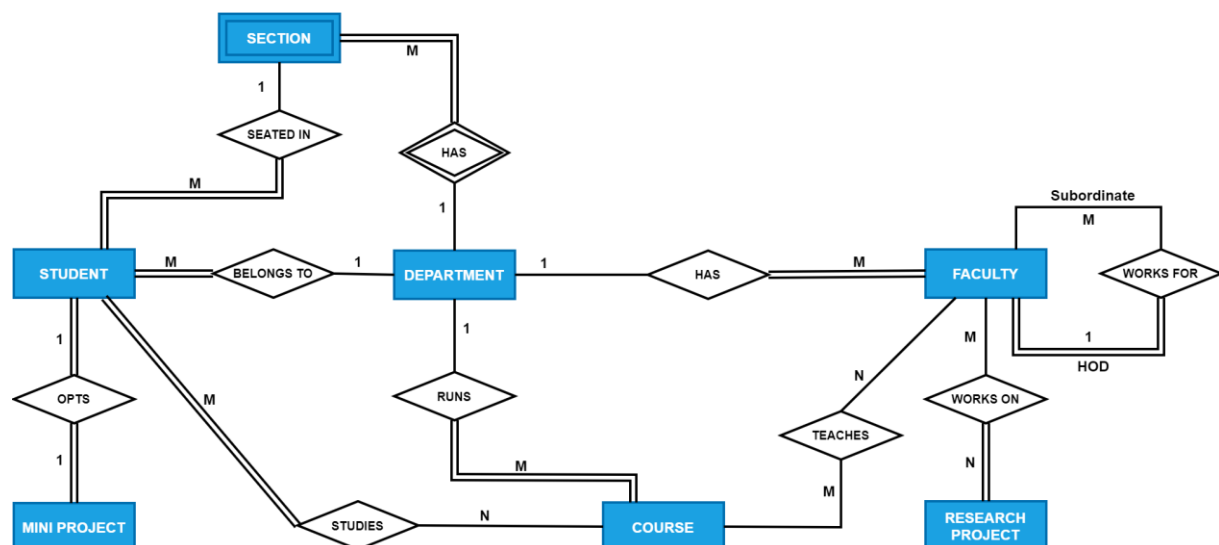 SECTION
M
1
SEATED IN
HAS
M
1
Subordinate
M
STUDENT
M
BELONGS TO
1
DEPARTMENT
1
HAS
M
FACULTY
WORKS FOR
1
HOD
1
1
M
OPTS
M
RUNS
N
WORKS ON
TEACHES
1
M
N
M
MINI PROJECT
STUDIES
N
COURSE
RESEARCH
PROJECT